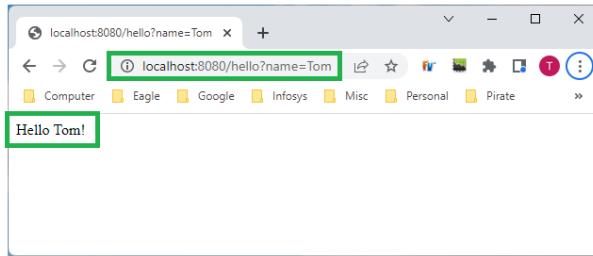 localhost:8080/hello?name=Tom
localhost:8080/hello?name=Tom
T
Computer Eagle Google Infosys Misc Personal Pirate »
Hello Tom!